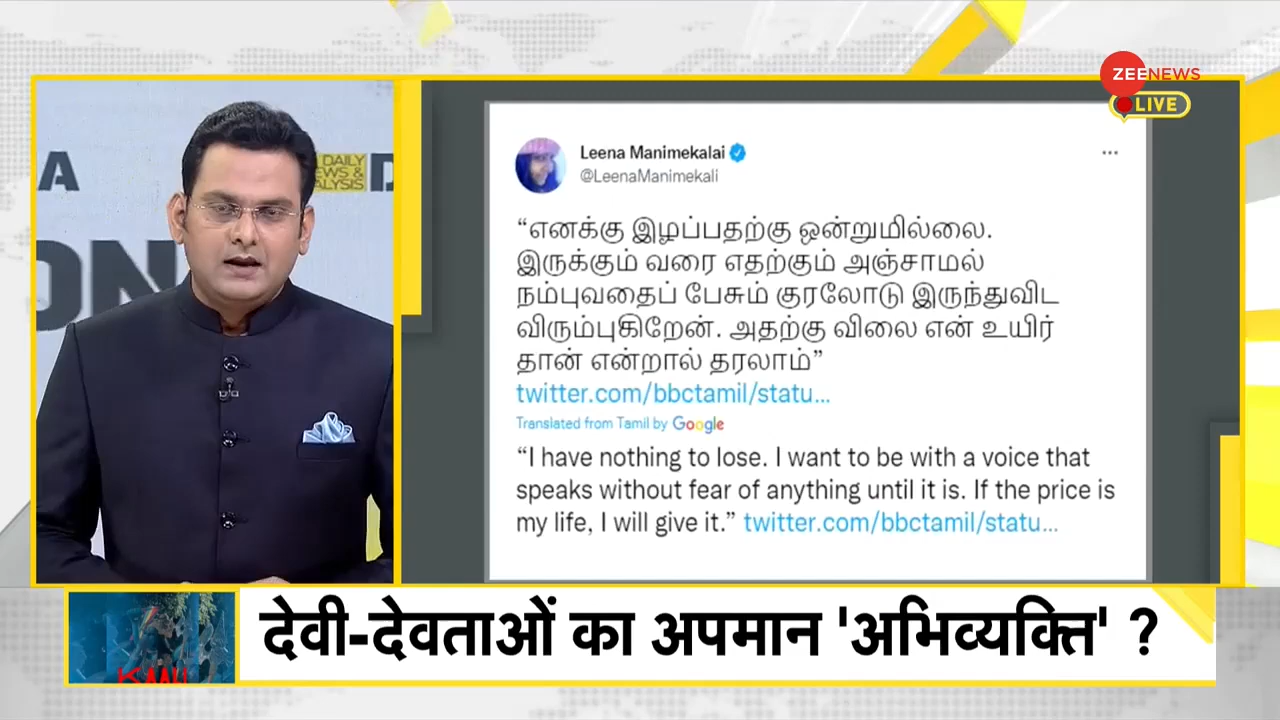 ZEENEWS
LIVE
A
DAILY
D
ON
Leena Manimekalai
@LeenaManimekali
“எனக்கு இழப்பதற்கு ஒன்றுமில்லை.
இருக்கும் வரை எதற்கும் அஞ்சாமல்
நம்புவதைப் பேசும் குரலோடு இருந்துவிட
விரும்புகிறேன். அதற்கு விலை என் உயிர்
தான் என்றால் தரலாம்”
twitter.com/bbctamil/statu...
Translated from Tamil by Google
“I have nothing to lose. I want to be with a voice that
speaks without fear of anything until it is. If the price is
my life, I will give it.” twitter.com/bbctamil/statu...
देवी-देवताओं का अपमान 'अभिव्यक्ति' ?